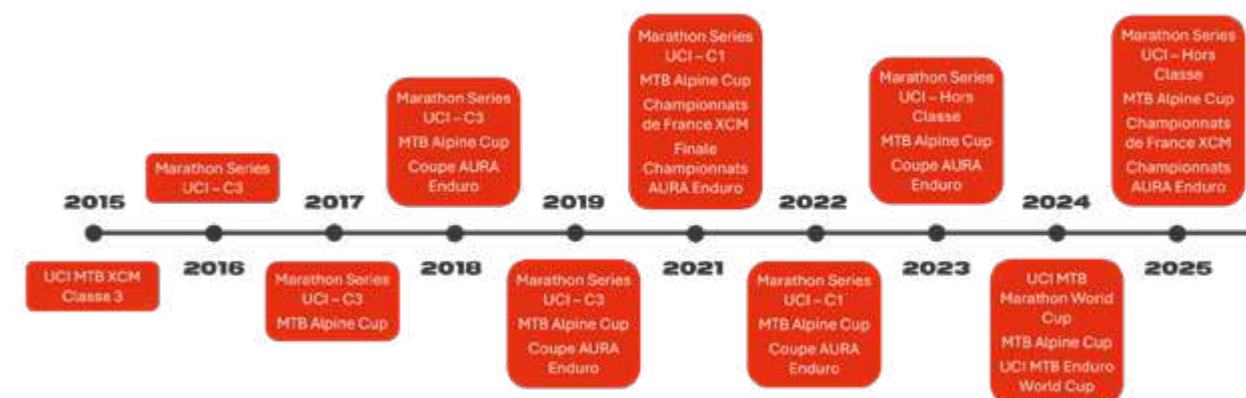 2015
UCI MTB XCM
Classe 3
Marathon Series
UCI – C3
2016
2017
Marathon Series
UCI – C3
MTB Alpine Cup
Marathon Series
UCI – C3
MTB Alpine Cup
Coupe AURA
Enduro
2018
2019
Marathon Series
UCI – C3
MTB Alpine Cup
Coupe AURA
Enduro
Marathon Series
UCI – C1
MTB Alpine Cup
Championnats
de France XCM
Finale
Championnats
AURA Enduro
2021
2022
Marathon Series
UCI – C1
MTB Alpine Cup
Coupe AURA
Enduro
Marathon Series
UCI – Hors
Classe
MTB Alpine Cup
Coupe AURA
Enduro
2023
2024
UCI MTB
Marathon World
Cup
MTB Alpine Cup
UCI MTB Enduro
World Cup
Marathon Series
UCI – Hors
Classe
MTB Alpine Cup
Championnats
de France XCM
Championnats
AURA Enduro
2025